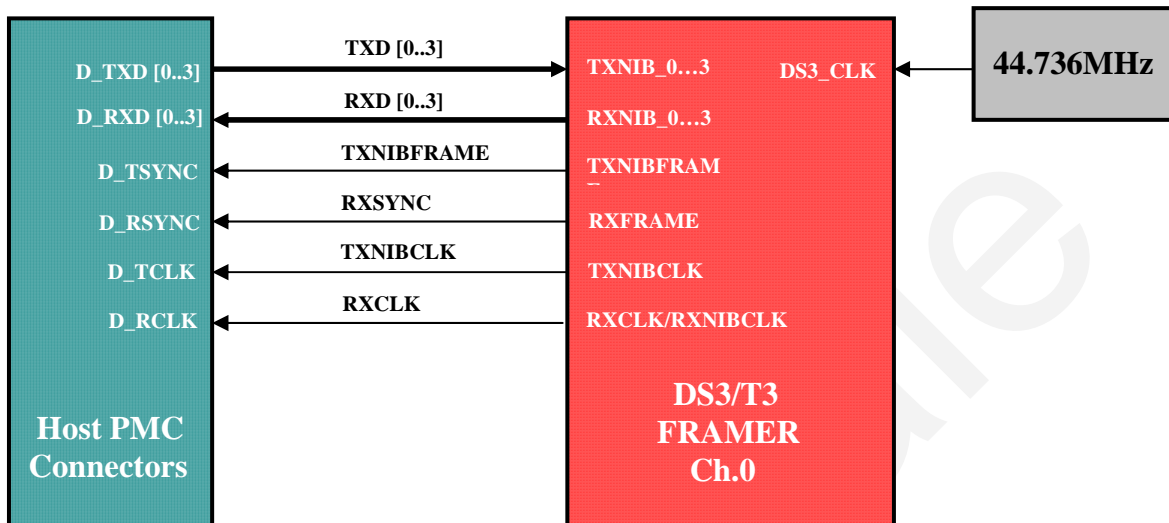 TXD [0..3]
D_TXD [0..3]
TXNIB_0…3
DS3_CLK
44.736MHz
RXD [0..3]
D_RXD [0..3]
RXNIB_0…3
TXNIBFRAME
D_TSYNC
TXNIBFRAM
RXSYNC
D_RSYNC
RXFRAME
TXNIBCLK
D_TCLK
TXNIBCLK
RXCLK
D_RCLK
RXCLK/RXNIBCLK
Host PMC
Connectors
DS3/T3
FRAMER
Ch.0